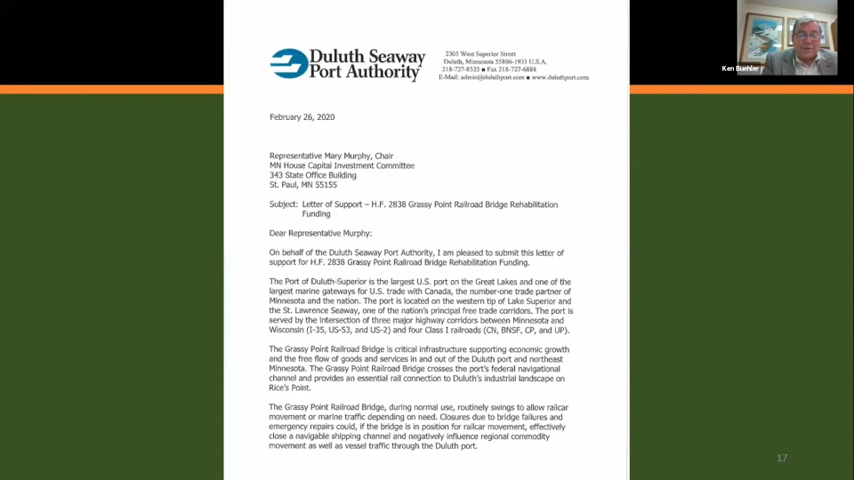 Duluth Seaway
Port Authority
2305 West Superior Street
Duluth, Minnesota 55806-1931 U.S.A.
218-727-8525 ■ Fax 218-727-6888
E-Mail: admin@duluthport.com ■ www.duluthport.com
Ken Buehler
February 26, 2020
Representative Mary Murphy, Chair
MN House Capital Investment Committee
343 State Office Building
St. Paul, MN 55155
Subject: Letter of Support – H.F. 2838 Grassy Point Railroad Bridge Rehabilitation
Funding
Dear Representative Murphy:
On behalf of the Duluth Seaway Port Authority, I am pleased to submit this letter of
support for H.F. 2838 Grassy Point Railroad Bridge Rehabilitation Funding.
The Port of Duluth-Superior is the largest U.S. port on the Great Lakes and one of the
largest marine gateways for U.S. trade with Canada, the number-one trade partner of
Minnesota and the nation. The port is located on the western tip of Lake Superior and
the St. Lawrence Seaway, one of the nation's principal free trade corridors. The port is
served by the intersection of three major highway corridors between Minnesota and
Wisconsin (I-35, US-53, and US-2) and four Class I railroads (CN, BNSF, CP, and UP).
The Grassy Point Railroad Bridge is critical infrastructure supporting economic growth
and the free flow of goods and services in and out of the Duluth port and northeast
Minnesota. The Grassy Point Railroad Bridge crosses the port's federal navigational
channel and provides an essential rail connection to Duluth's industrial landscape on
Rice's Point.
The Grassy Point Railroad Bridge, during normal use, routinely swings to allow railcar
movement or marine traffic depending on need. Closures due to bridge failures and
emergency repairs could, if the bridge is in position for railcar movement, effectively
close a navigable shipping channel and negatively influence regional commodity
movement as well as vessel traffic through the Duluth port.
17